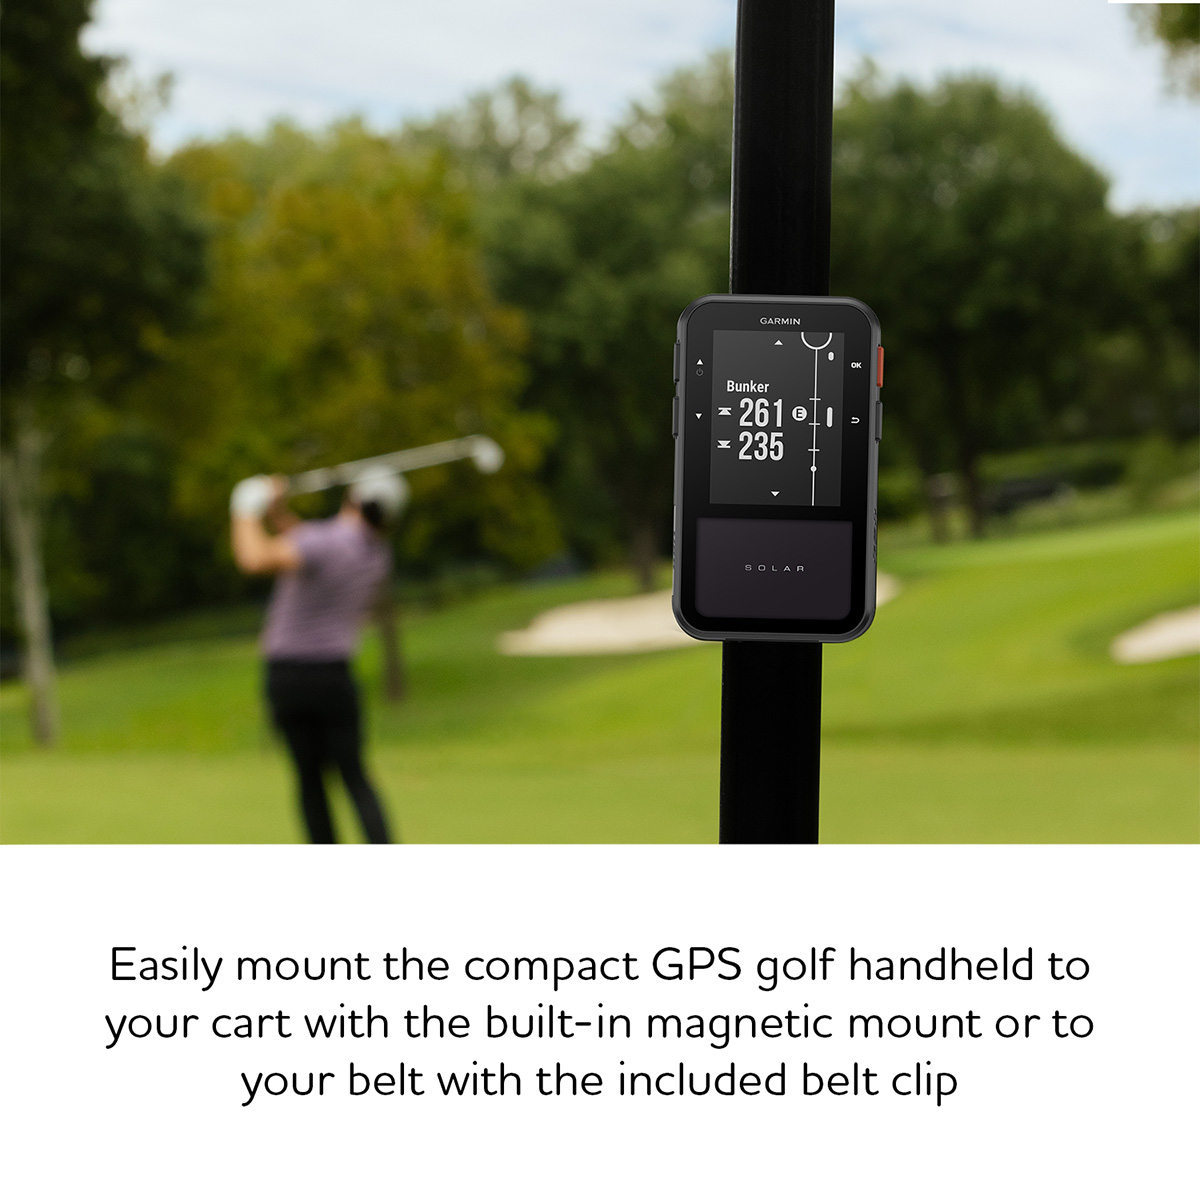 GARMIN
OK
Bunker
261 E
235
SOLAR
Easily mount the compact GPS golf handheld to
your cart with the built-in magnetic mount or to
your belt with the included belt clip